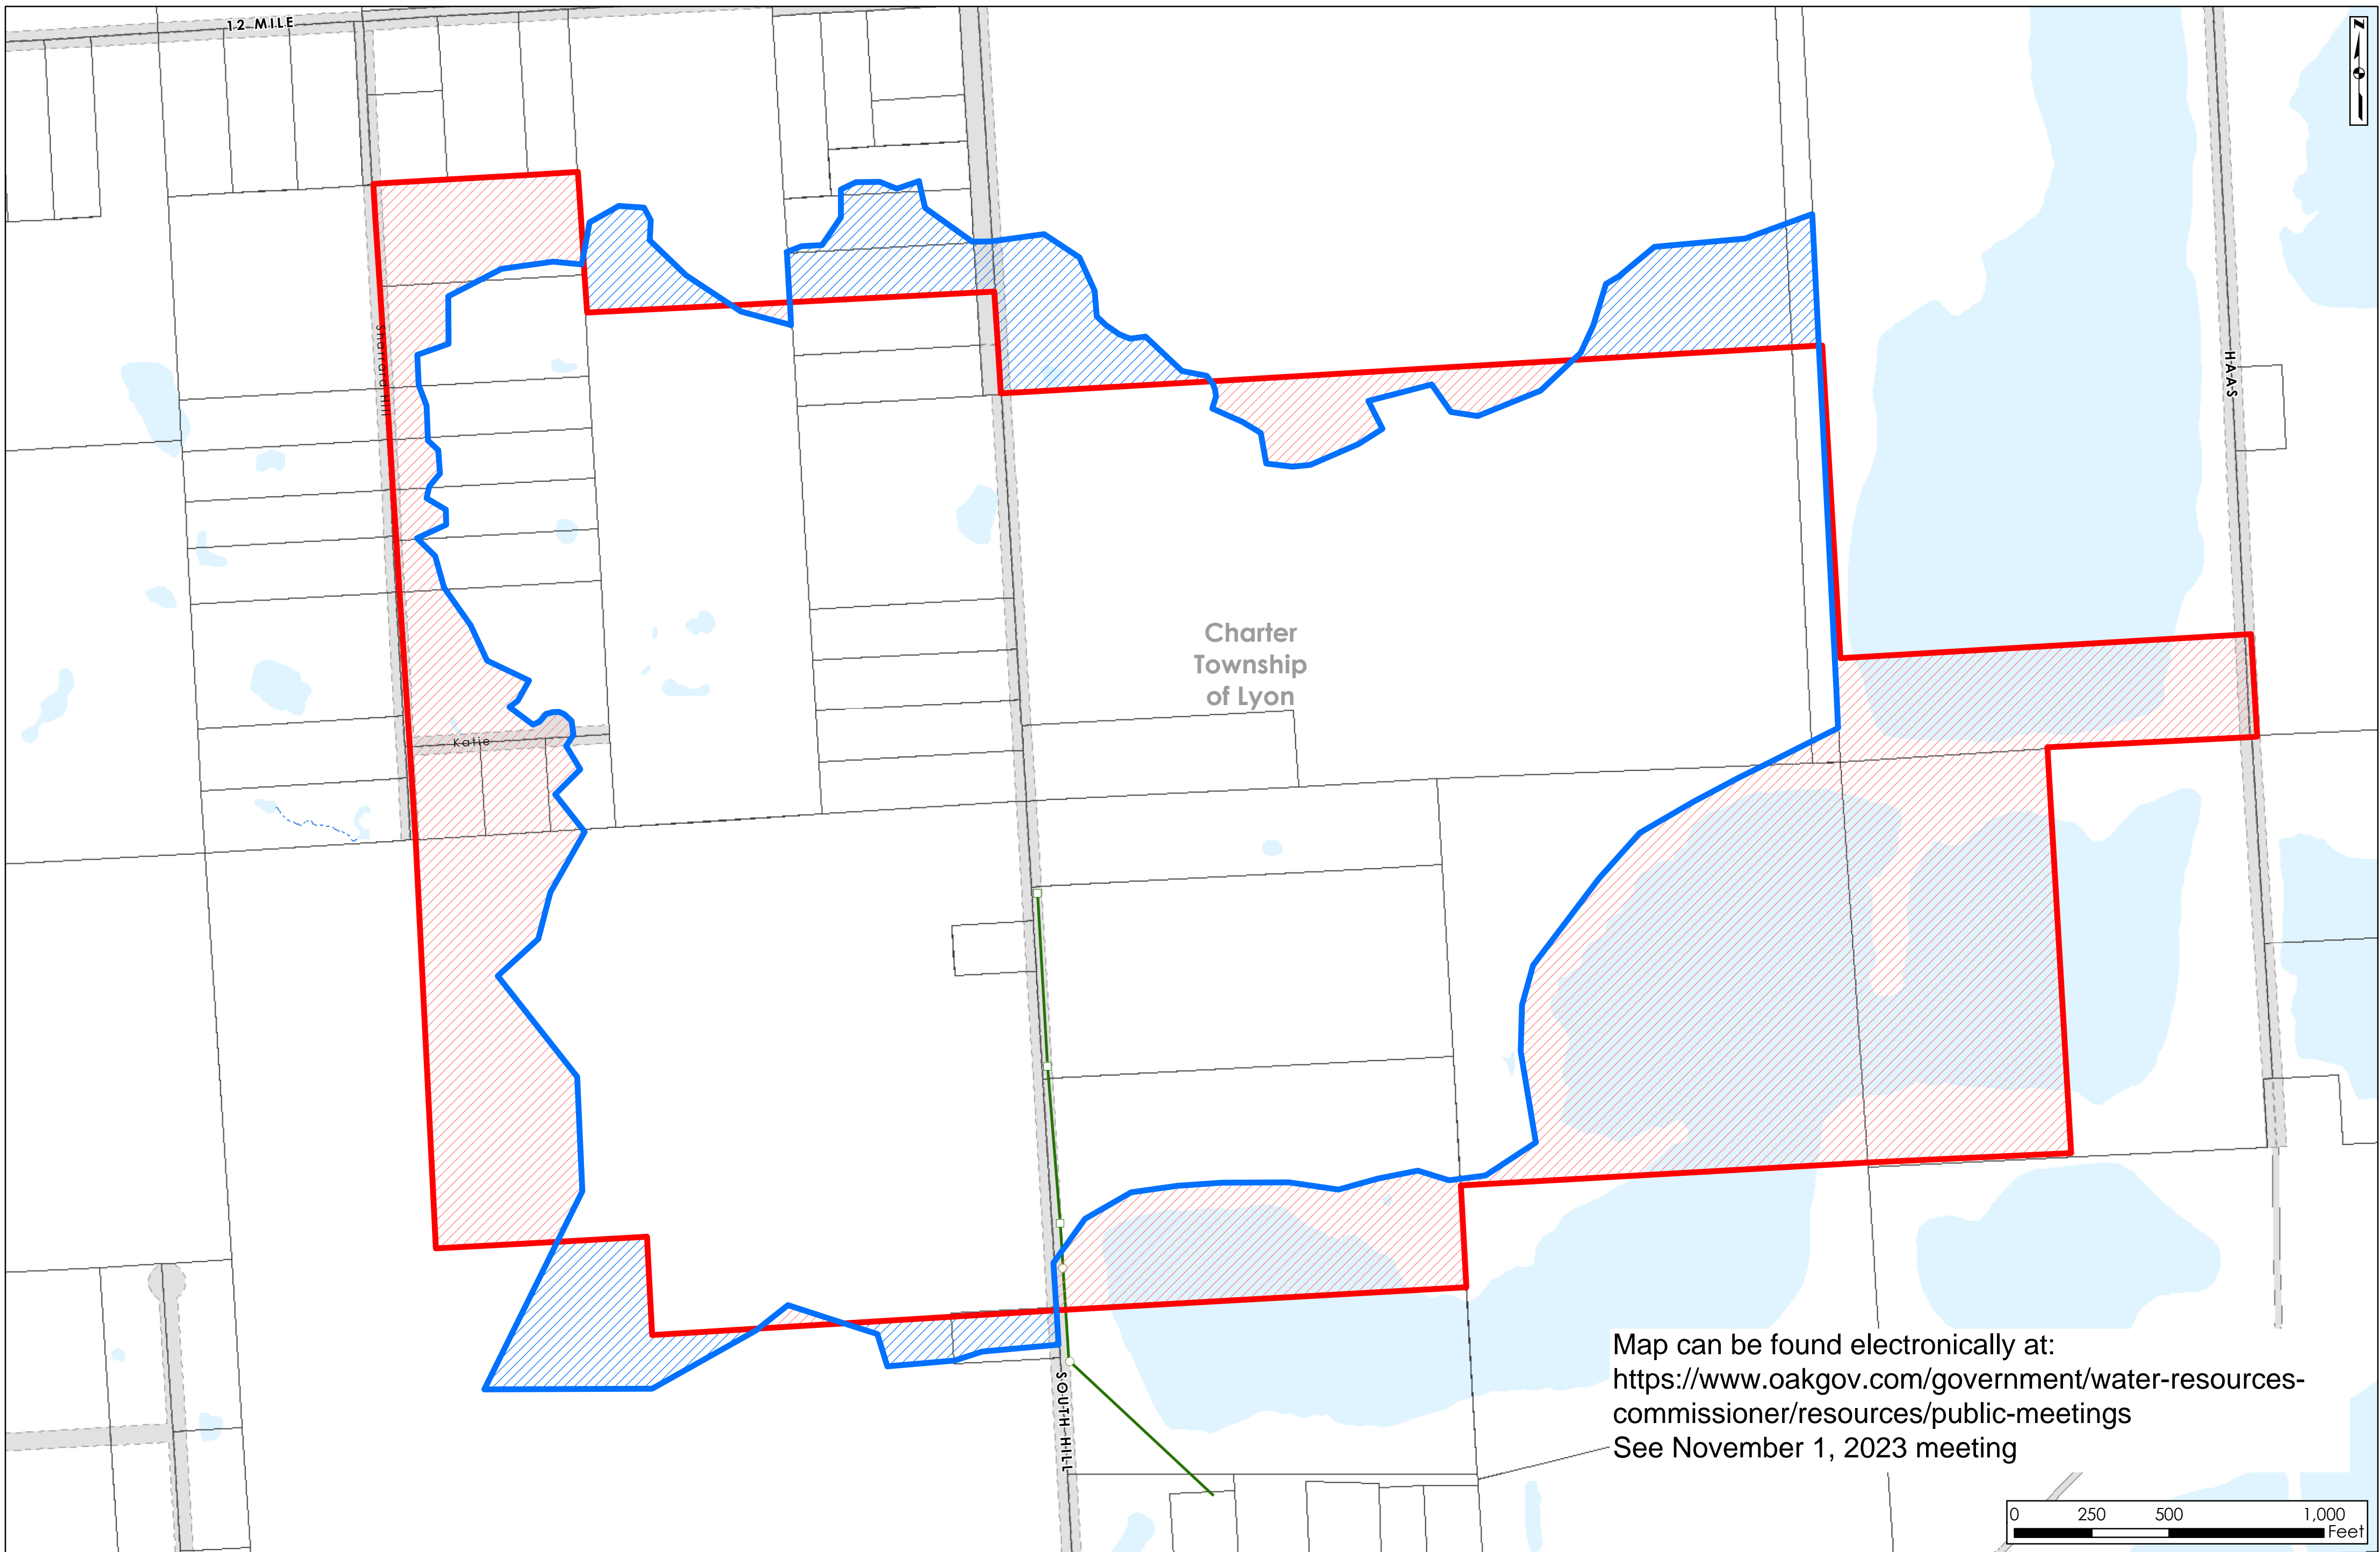 12 MILE
N
Sharrard Hill
HAAS
Charter
Township
of Lyon
Katie
SOUTH HILL
Map can be found electronically at:
https://www.oakgov.com/government/water-resources-
commissioner/resources/public-meetings
See November 1, 2023 meeting
0 250 500 1,000
Feet